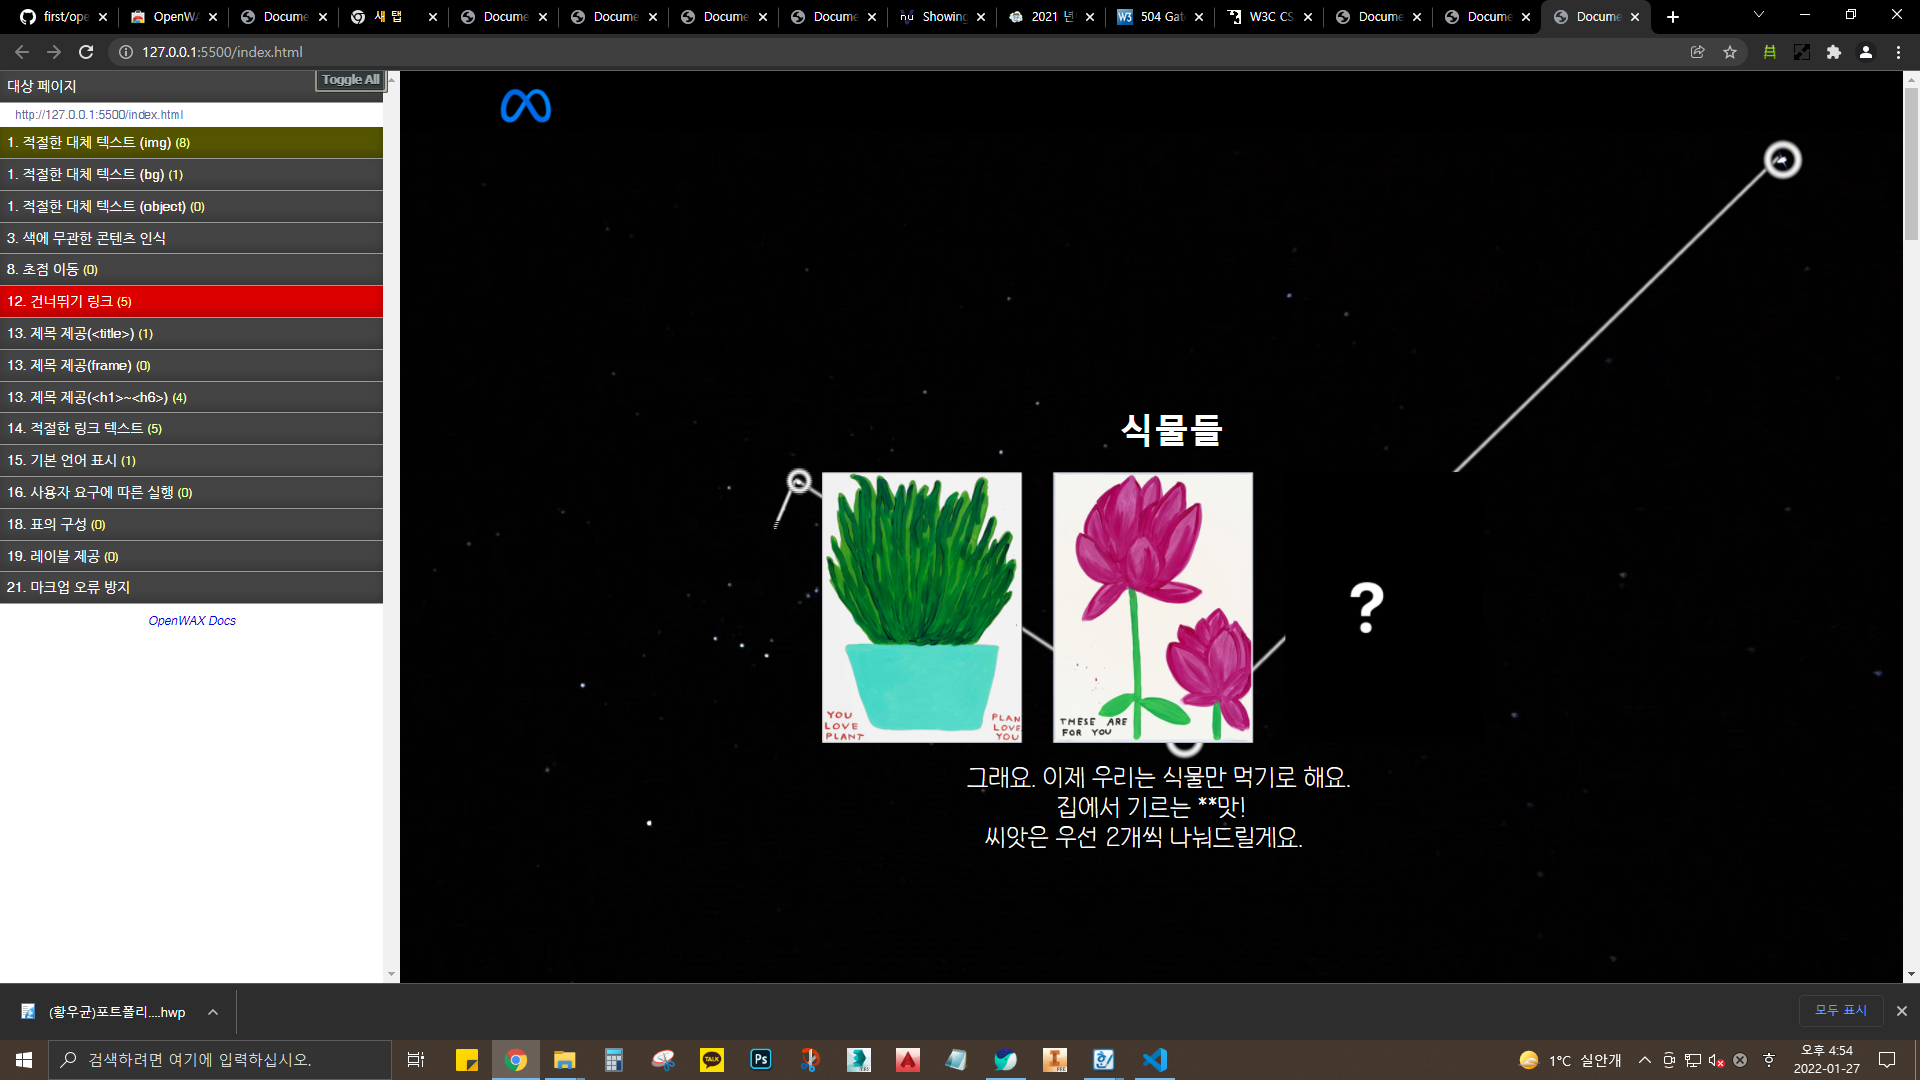 first/ope
OpenWA
Docume
새 탭
Docume
Docume
Docume
Docume
Showing
2021 년
504 Gat
W3C CS
Docume
Docume
Docume
127.0.0.1:5500/index.html
대상 페이지
Toggle All
http://127.0.0.1:5500/index.html
1. 적절한 대체 텍스트 (img) (8)
1. 적절한 대체 텍스트 (bg) (1)
1. 적절한 대체 텍스트 (object) (0)
3. 색에 무관한 콘텐츠 인식
8. 초점 이동 (0)
12. 건너뛰기 링크 (5)
13. 제목 제공(<title>) (1)
13. 제목 제공(frame) (0)
13. 제목 제공(<h1>~<h6>) (4)
14. 적절한 링크 텍스트 (5)
15. 기본 언어 표시 (1)
16. 사용자 요구에 따른 실행 (0)
18. 표의 구성 (0)
19. 레이블 제공 (0)
21. 마크업 오류 방지
OpenWAX Docs
식물들
YOU
LOVE
PLANT
PLAN
LOVE
YOU
THESE ARE
FOR YOU
?
그래요. 이제 우리는 식물만 먹기로 해요.
집에서 기르는 **맛!
씨앗은 우선 2개씩 나눠드릴게요.
(황우균)포트폴리....hwp
모두 표시
검색하려면 여기에 입력하십시오.
TALK
Ps
1°C 실안개
오후 4:54
2022-01-27